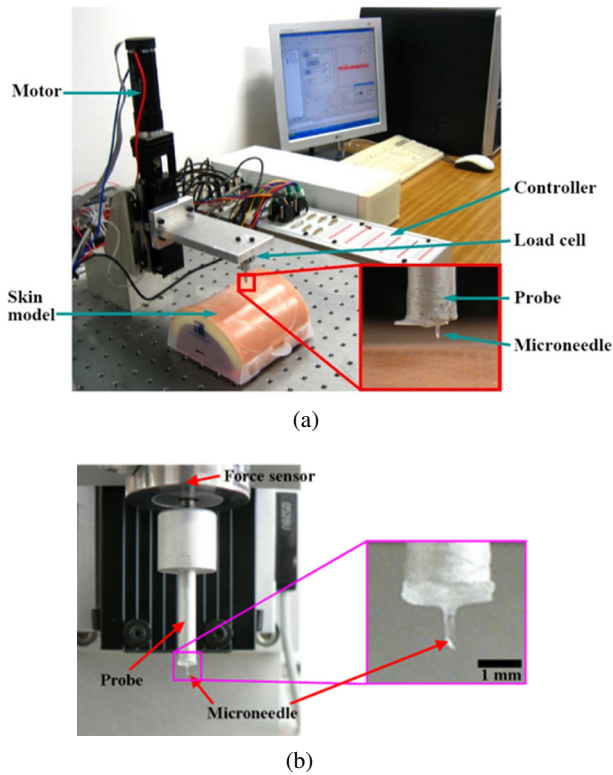 Motor
Controller
Load cell
Skin
model
Probe
Microneedle
(a)
Force sensor
Probe
Microneedle
1 mm
(b)